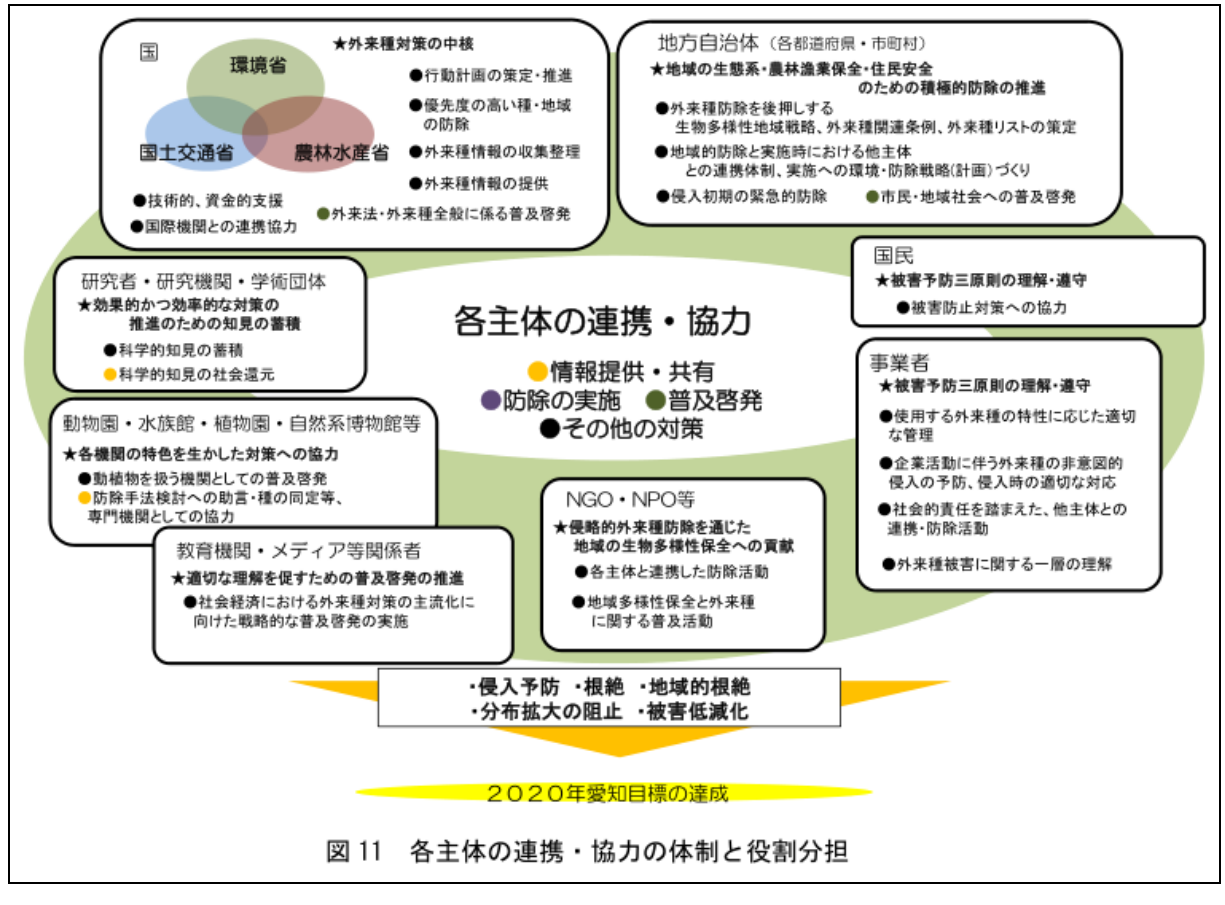 国
環境省
国土交通省
農林水産省
★外来種対策の中核
●行動計画の策定・推進
●優先度の高い種・地域
の防除
●外来種情報の収集整理
●外来種情報の提供
●技術的、資金的支援
●国際機関との連携協力
●外来法・外来種全般に係る普及啓発
地方自治体（各都道府県・市町村）
★地域の生態系・農林漁業保全・住民安全
のための積極的防除の推進
●外来種防除を後押しする
生物多様性地域戦略、外来種関連条例、外来種リストの策定
●地域的防除と実施時における他主体
との連携体制、実施への環境・防除戦略(計画)づくり
●侵入初期の緊急的防除 ●市民・地域社会への普及啓発
国民
★被害予防三原則の理解・遵守
●被害防止対策への協力
研究者・研究機関・学術団体
★効果的かつ効率的な対策の
推進のための知見の蓄積
●科学的知見の蓄積
●科学的知見の社会還元
各主体の連携・協力
●情報提供・共有
●防除の実施 ●普及啓発
●その他の対策
事業者
★被害予防三原則の理解・遵守
●使用する外来種の特性に応じた適切
な管理
●企業活動に伴う外来種の非意図的
侵入の予防、侵入時の適切な対応
●社会的責任を踏まえた、他主体との
連携・防除活動
●外来種被害に関する一層の理解
動物園・水族館・植物園・自然系博物館等
★各機関の特色を生かした対策への協力
●動植物を扱う機関としての普及啓発
●防除手法検討への助言・種の同定等、
専門機関としての協力
教育機関・メディア等関係者
★適切な理解を促すための普及啓発の推進
●社会経済における外来種対策の主流化に
向けた戦略的な普及啓発の実施
NGO・NPO等
★侵略的外来種防除を通じた
地域の生物多様性保全への貢献
●各主体と連携した防除活動
●地域多様性保全と外来種
に関する普及活動
・侵入予防 ・根絶 ・地域的根絶
・分布拡大の阻止 ・被害低減化
２０２０年愛知目標の達成
図 11 各主体の連携・協力の体制と役割分担